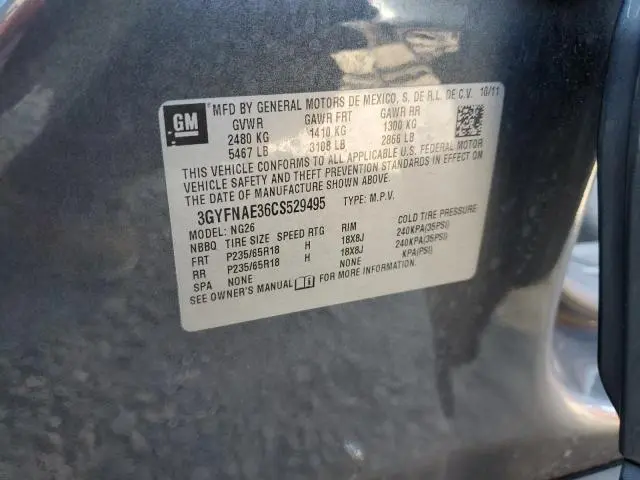 GM
MFD BY GENERAL MOTORS DE MEXICO, S. DE R.L. DE C.V. 10/11
GVWR GAWR FRT GAWR RR
2480 KG 1410 KG 1300 KG
5467 LB 3108 LB 2866 LB
THIS VEHICLE CONFORMS TO ALL APPLICABLE U.S. FEDERAL MOTOR
VEHICLE SAFETY AND THEFT PREVENTION STANDARDS IN EFFECT ON
THE DATE OF MANUFACTURE SHOWN ABOVE.
3GYFNAE36CS529495 TYPE: M.P.V.
MODEL: NG26
NBBQ TIRE SIZE SPEED RTG RIM COLD TIRE PRESSURE
FRT P235/65R18 H 18X8J 240KPA(35PSI)
RR P235/65R18 H 18X8J 240KPA(35PSI)
SPA NONE NONE KPA(PSI)
SEE OWNER'S MANUAL FOR MORE INFORMATION.